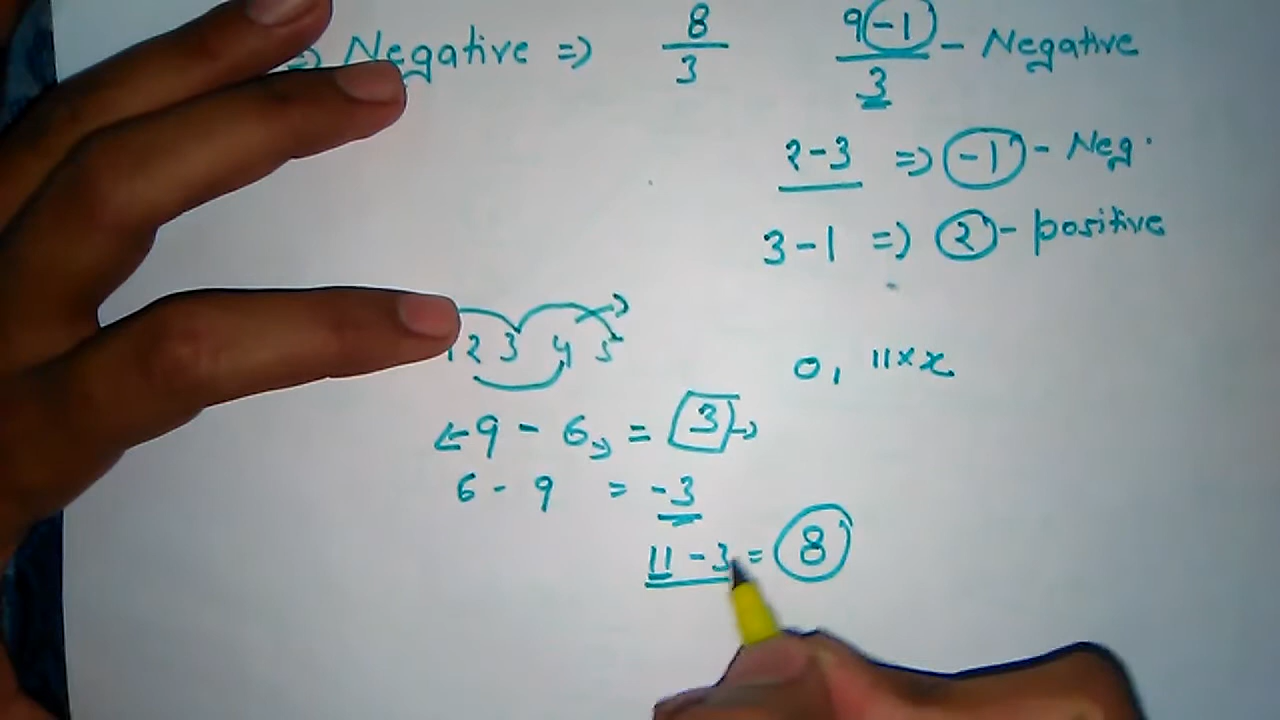 => Negative => 8/3 9(-1)/3 - Negative
2-3 => -1 - Neg.
3-1 => 2 - positive
1 2 3 4 5
0, 11×x
9 - 6 = 3
6 - 9 = -3
11 - 3 = 8